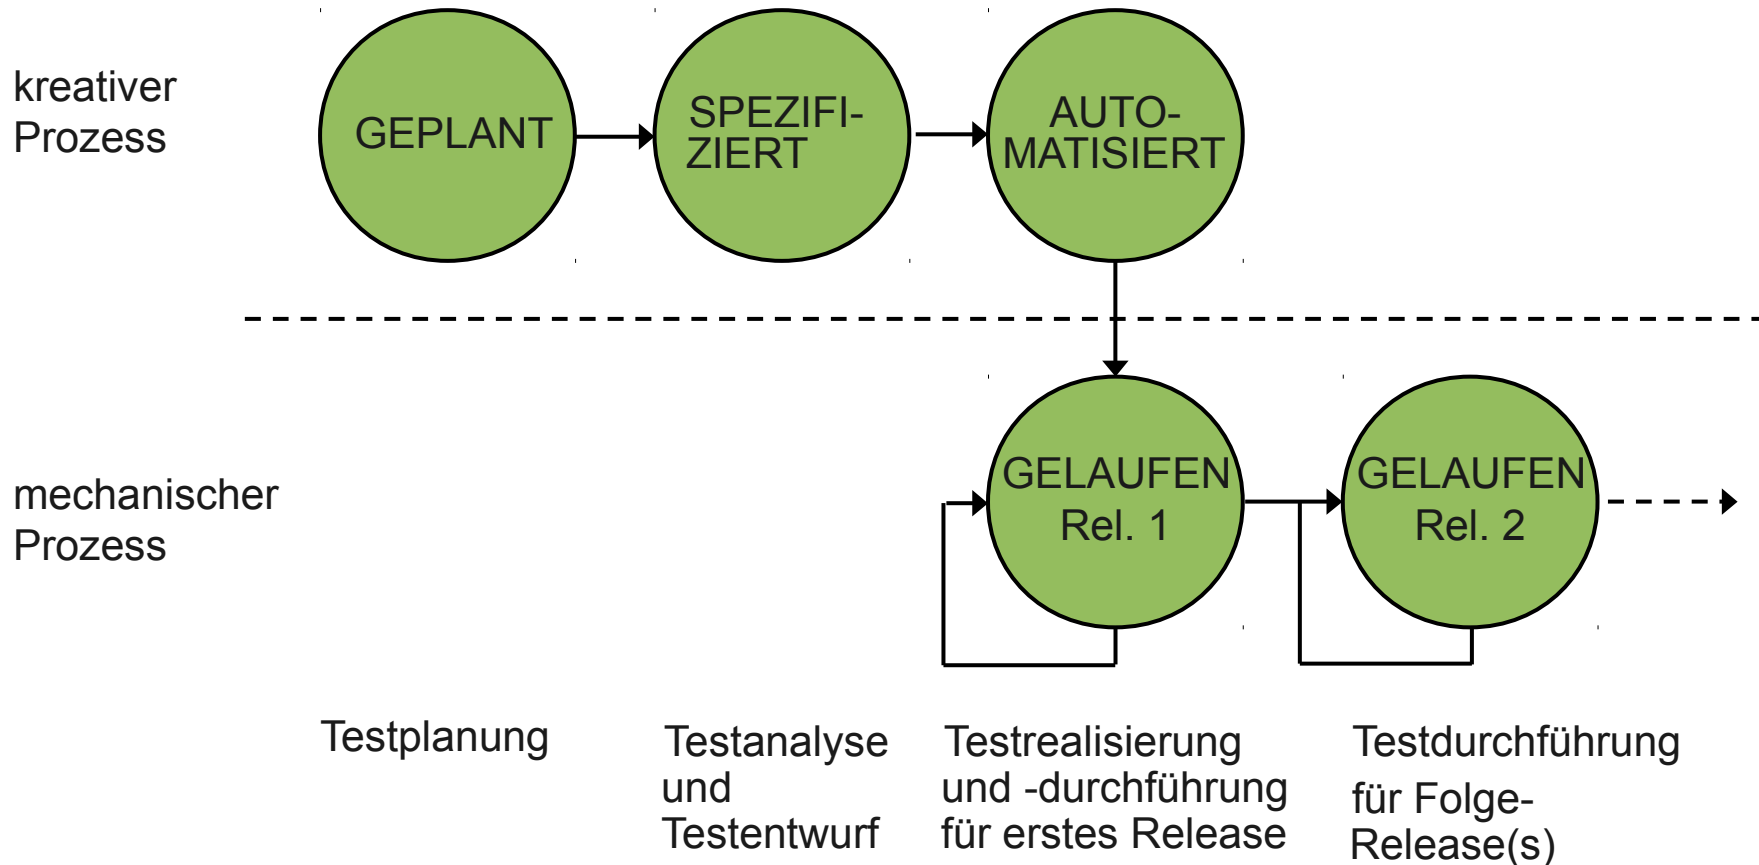 kreativer
Prozess
GEPLANT
SPEZIFI-
ZIERT
AUTO-
MATISIERT
mechanischer
Prozess
GELAUFEN
Rel. 1
GELAUFEN
Rel. 2
Testplanung
Testanalyse
und
Testentwurf
Testrealisierung
und -durchführung
für erstes Release
Testdurchführung
für Folge-
Release(s)